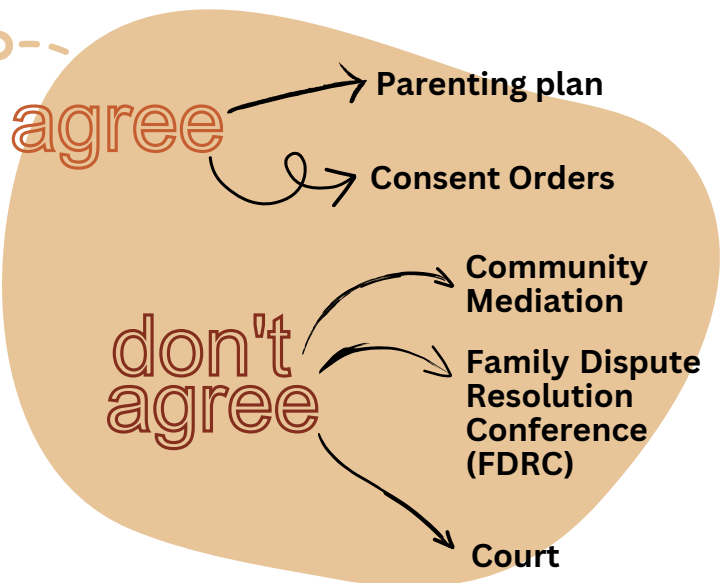 agree
Parenting plan
Consent Orders
don't
agree
Community
Mediation
Family Dispute
Resolution
Conference
(FDRC)
Court